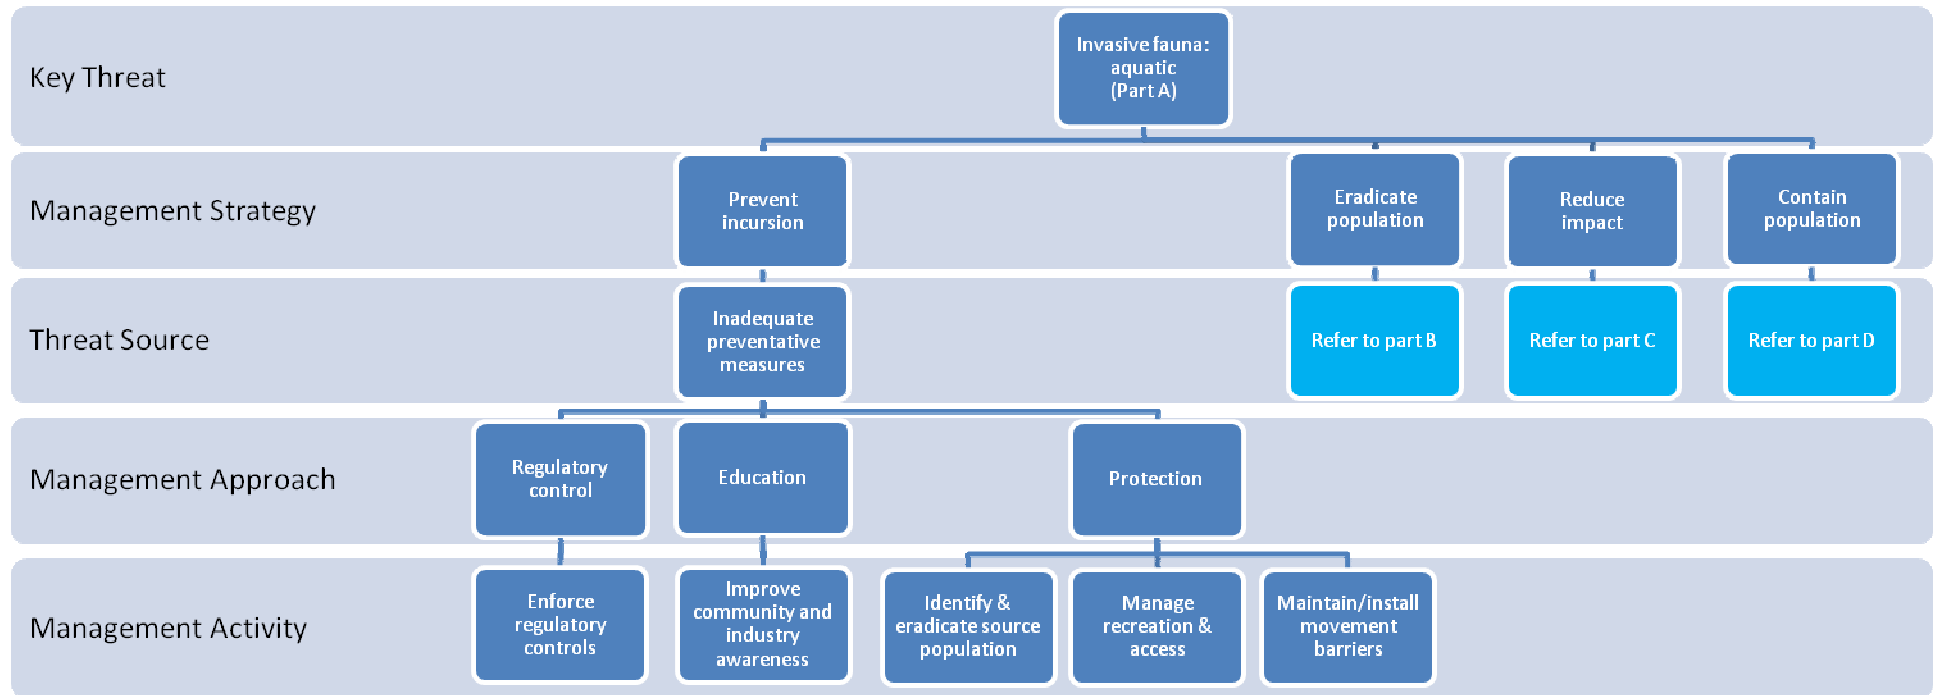 Key Threat
Invasive fauna:
aquatic
(Part A)
Management Strategy
Prevent
incursion
Eradicate
population
Reduce
impact
Contain
population
Threat Source
Inadequate
preventative
measures
Refer to part B
Refer to part C
Refer to part D
Management Approach
Regulatory
control
Education
Protection
Management Activity
Enforce
regulatory
controls
Improve
community and
industry
awareness
Identify &
eradicate source
population
Manage
recreation &
access
Maintain/install
movement
barriers